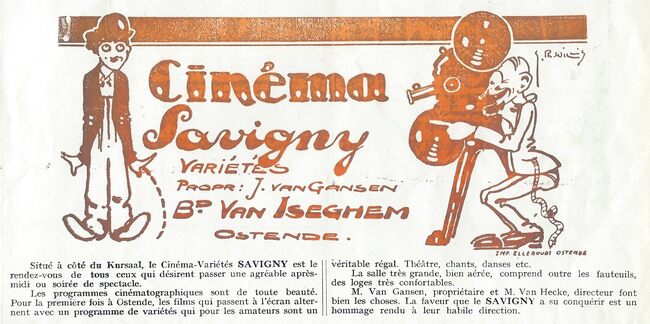 Cinéma
Savigny
VARIÉTÉS
PROPR: J. VAN GANSEN
BD VAN ISEGHEM
OSTENDE.
IMP. ELLEBOUDT OSTENDE
Situé à côté du Kursaal, le Cinéma-Variétés SAVIGNY est le
rendez-vous de tous ceux qui désirent passer une agréable après-
midi ou soirée de spectacle.
Les programmes cinématographiques sont de toute beauté.
Pour la première fois à Ostende, les films qui passent à l'écran alter-
nent avec un programme de variétés qui pour les amateurs sont un
véritable régal. Théâtre, chants, danses etc.
La salle très grande, bien aérée, comprend outre les fauteuils,
des loges très confortables.
M. Van Gansen, propriétaire et M. Van Hecke, directeur font
bien les choses. La faveur que le SAVIGNY a su conquérir est un
hommage rendu à leur habile direction.